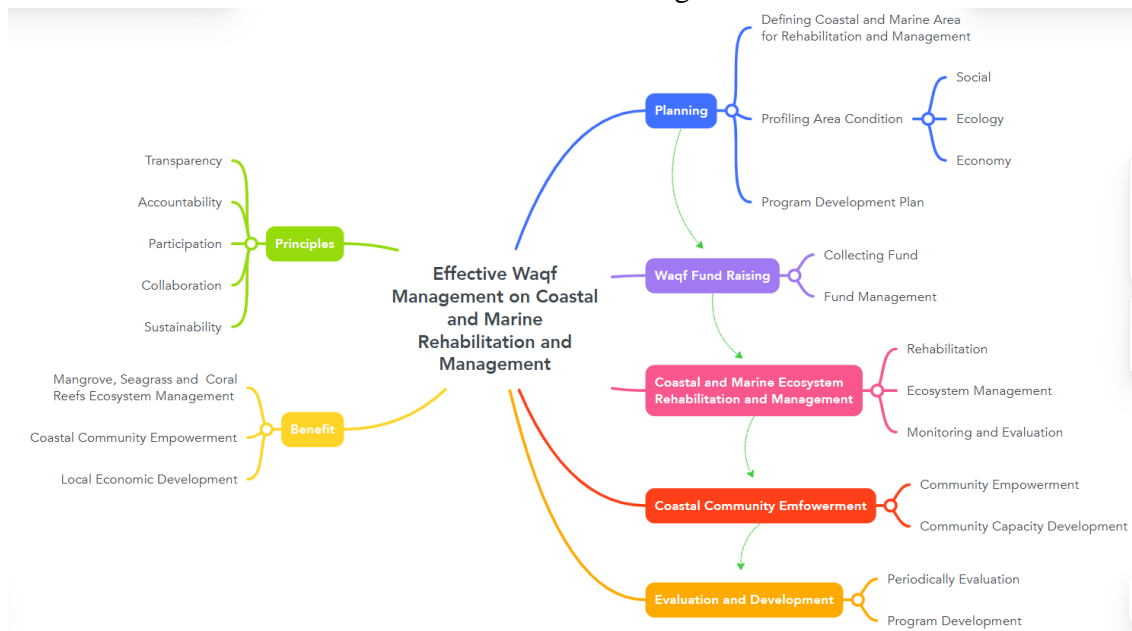 Effective Waqf
Management on Coastal
and Marine
Rehabilitation and
Management
Planning
Defining Coastal and Marine Area
for Rehabilitation and Management
Profiling Area Condition
Social
Ecology
Economy
Program Development Plan
Waqf Fund Raising
Collecting Fund
Fund Management
Coastal and Marine Ecosystem
Rehabilitation and Management
Rehabilitation
Ecosystem Management
Monitoring and Evaluation
Coastal Community Emfowerment
Community Empowerment
Community Capacity Development
Evaluation and Development
Periodically Evaluation
Program Development
Principles
Transparency
Accountability
Participation
Collaboration
Sustainability
Benefit
Mangrove, Seagrass and Coral
Reefs Ecosystem Management
Coastal Community Empowerment
Local Economic Development